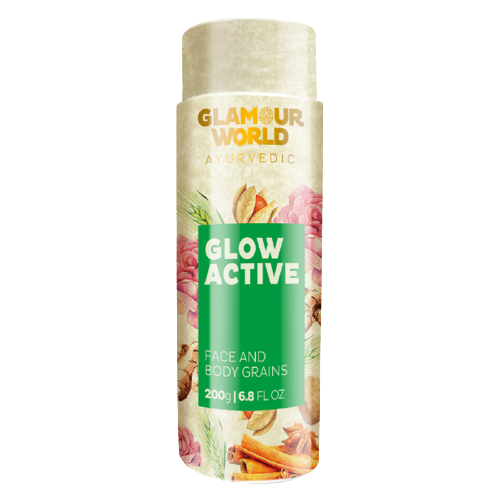 GLAMOUR
WORLD
AYURVEDIC
GLOW
ACTIVE
FACE AND
BODY GRAINS
200g | 6.8 FL OZ